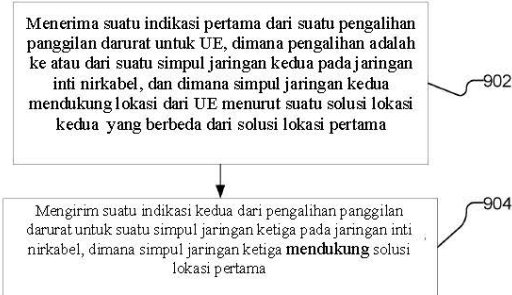 Menerima suatu indikasi pertama dari suatu pengalihan
panggilan darurat untuk UE, dimana pengalihan adalah
ke atau dari suatu simpul jaringan kedua pada jaringan
inti nirkabel, dan dimana simpul jaringan kedua
mendukung lokasi dari UE menurut suatu solusi lokasi
kedua yang berbeda dari solusi lokasi pertama
902
Mengirim suatu indikasi kedua dari pengalihan panggilan
darurat untuk suatu simpul jaringan ketiga pada jaringan inti
nirkabel, dimana simpul jaringan ketiga mendukung solusi
lokasi pertama
904